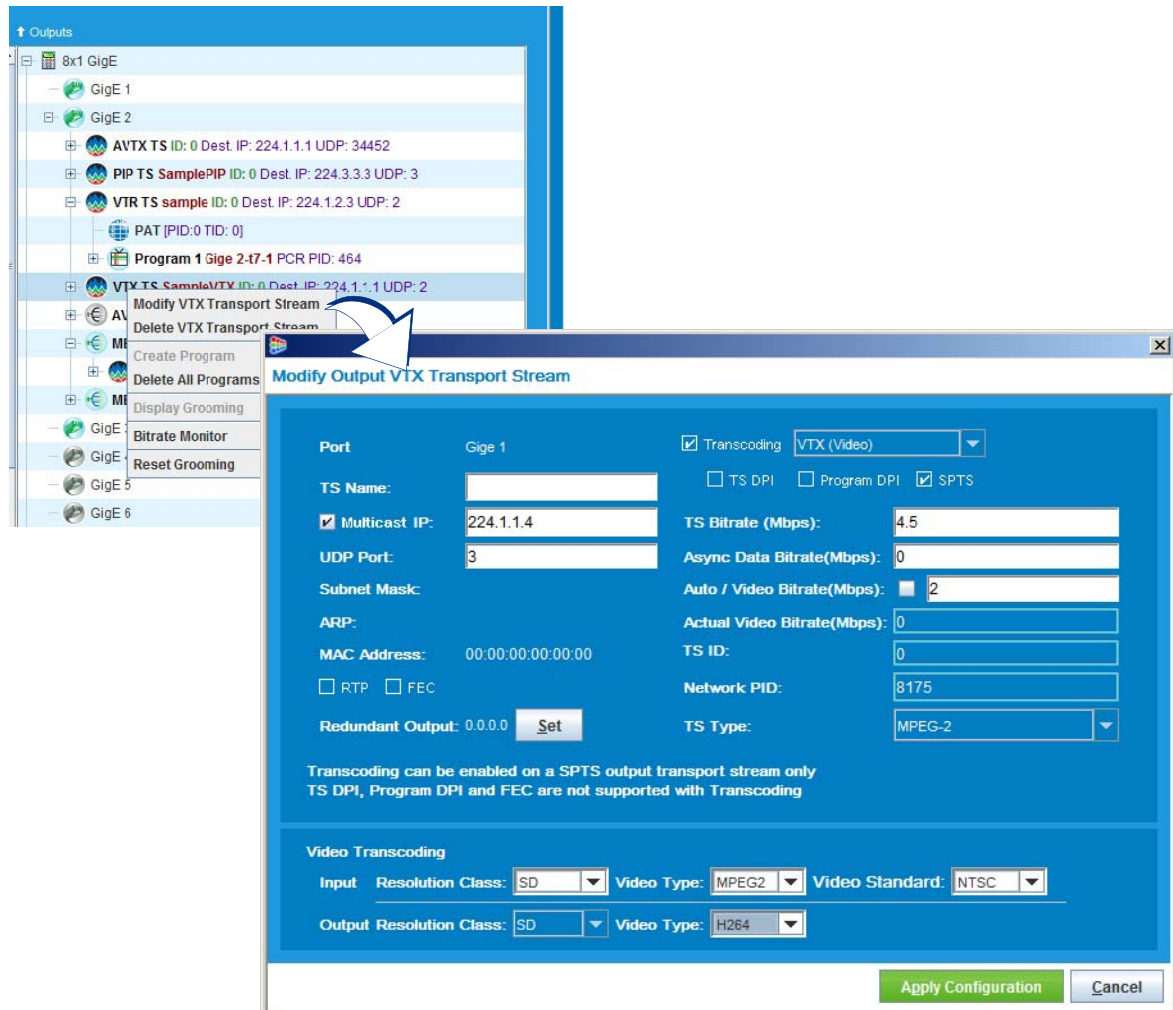 Outputs
8x1 GigE
GigE 1
GigE 2
AVTX TS ID: 0 Dest. IP: 224.1.1.1 UDP: 34452
PIP TS SamplePIP ID: 0 Dest. IP: 224.3.3.3 UDP: 3
VTR TS sample ID: 0 Dest. IP: 224.1.2.3 UDP: 2
PAT [PID:0 TID: 0]
Program 1 Gige 2-t7-1 PCR PID: 464
VTX TS SampleVTX ID: 0 Dest. IP: 224.1.1.1 UDP: 2
GigE
GigE
GigE 5
GigE 6
Modify VTX Transport Stream
Delete VTX Transport Stream
Create Program
Delete All Programs
Display Grooming
Bitrate Monitor
Reset Grooming
Modify Output VTX Transport Stream
Port Gige 1
Transcoding VTX (Video)
TS DPI Program DPI SPTS
TS Name:
Multicast IP: 224.1.1.4
UDP Port: 3
Subnet Mask:
ARP:
MAC Address: 00:00:00:00:00:00
RTP FEC
Redundant Output: 0.0.0.0 Set
TS Bitrate (Mbps): 4.5
Async Data Bitrate(Mbps): 0
Auto / Video Bitrate(Mbps): 2
Actual Video Bitrate(Mbps): 0
TS ID: 0
Network PID: 8175
TS Type: MPEG-2
Transcoding can be enabled on a SPTS output transport stream only
TS DPI, Program DPI and FEC are not supported with Transcoding
Video Transcoding
Input Resolution Class: SD Video Type: MPEG2 Video Standard: NTSC
Output Resolution Class: SD Video Type: H264
Apply Configuration Cancel